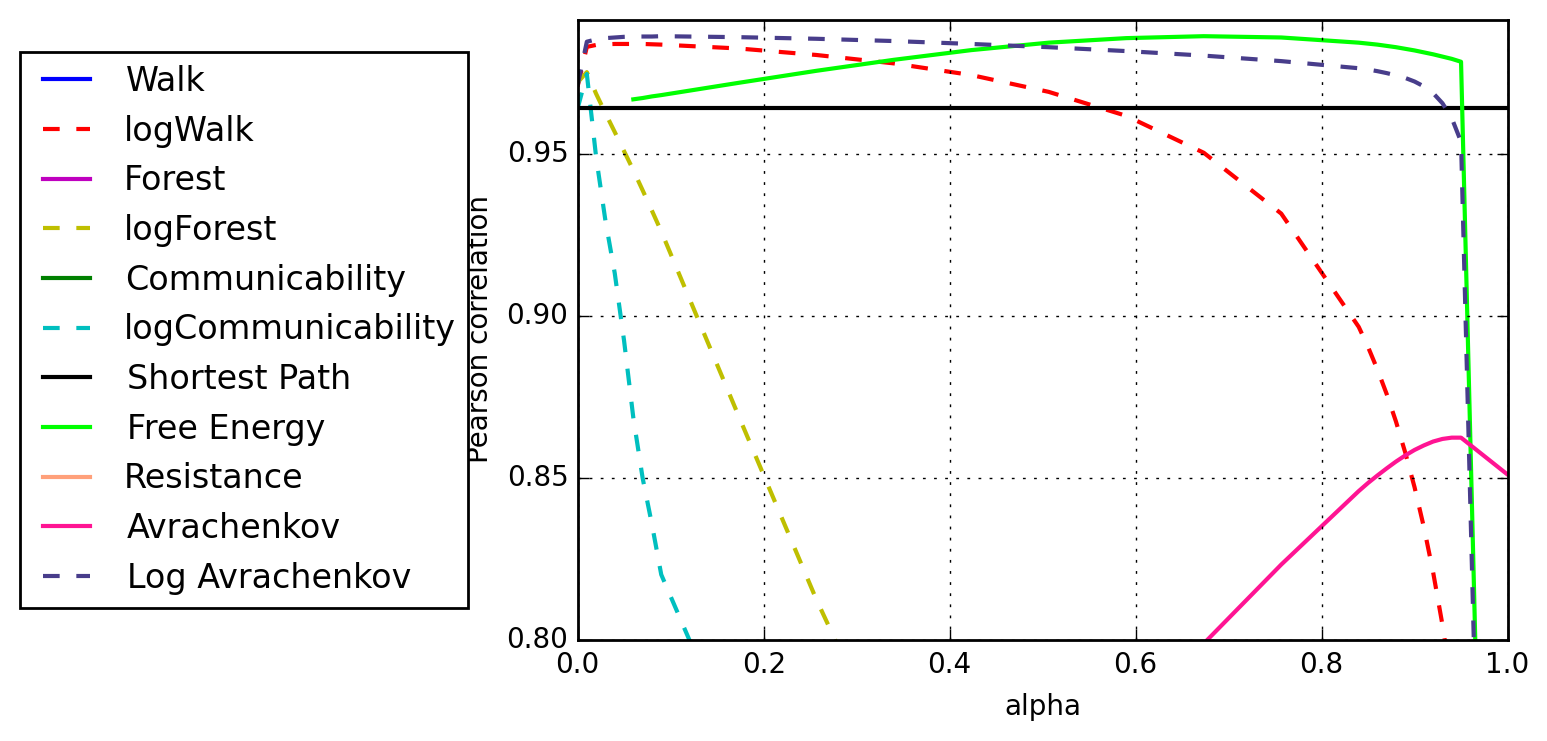 Walk
logWalk
Forest
logForest
Communicability
logCommunicability
Shortest Path
Free Energy
Resistance
Avrachenkov
Log Avrachenkov
Pearson correlation
0.95
0.90
0.85
0.80
0.0 0.2 0.4 0.6 0.8 1.0
alpha